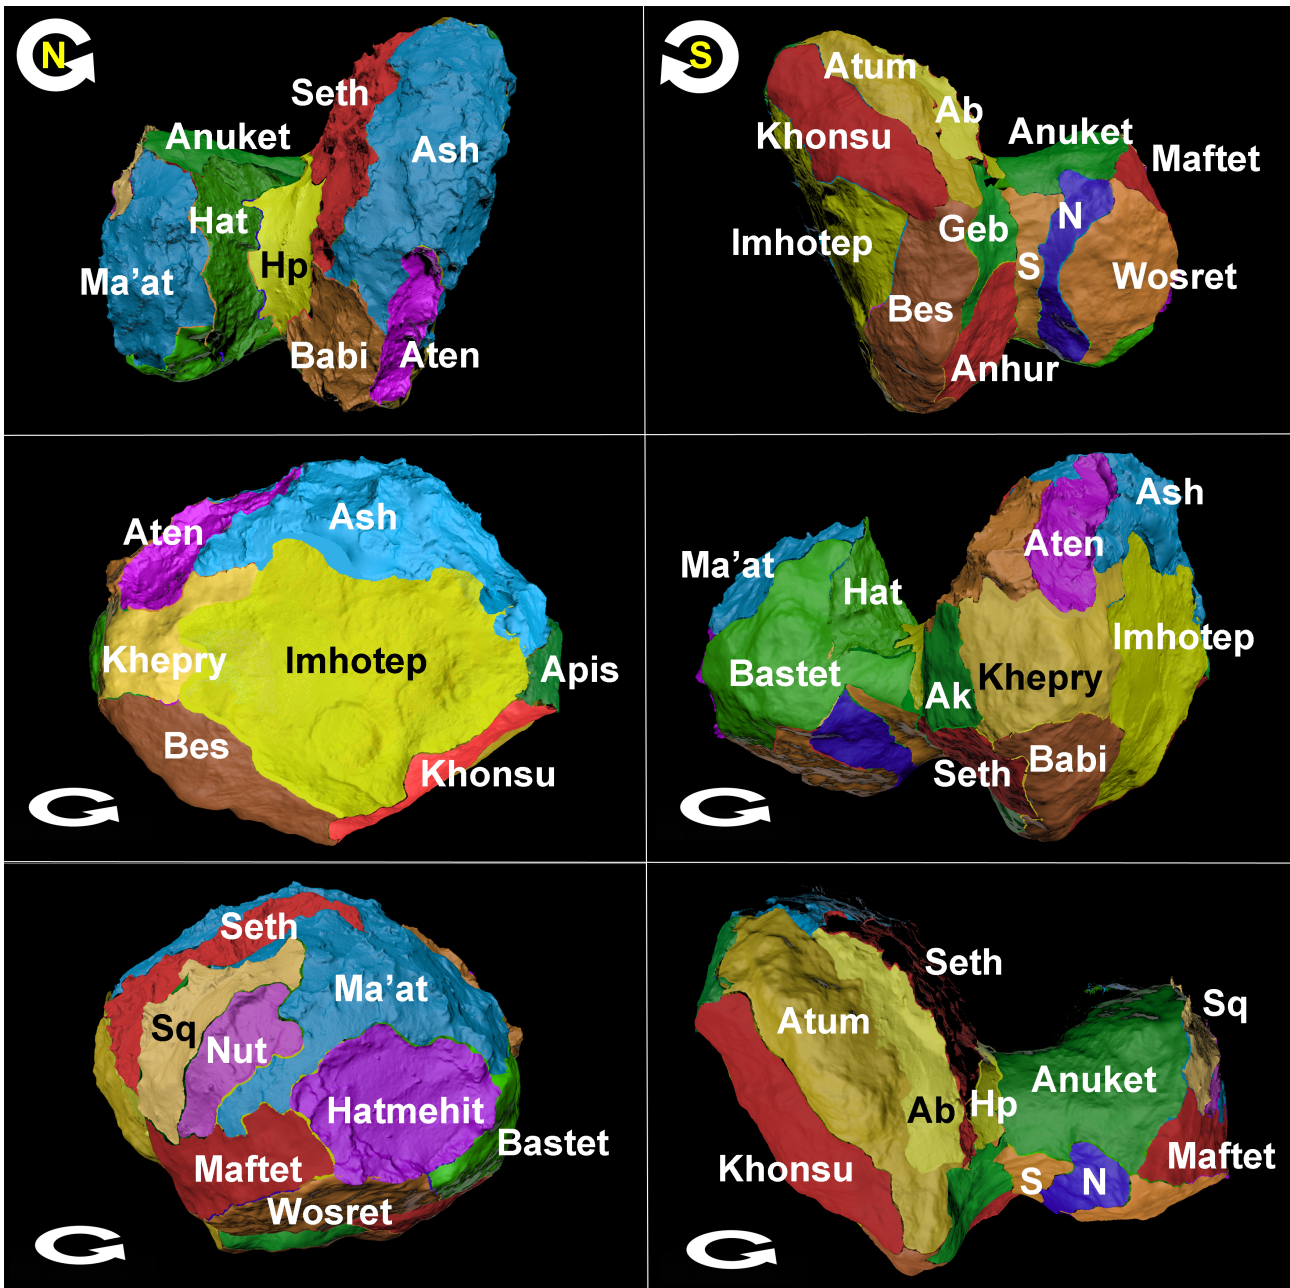 N
Seth
Anuket
Ash
Hat
Hp
Ma'at
Babi
Aten
S
Atum
Ab
Khonsu
Anuket
Maftet
N
Imhotep
Geb
S
Wosret
Bes
Anhur
Aten
Ash
Khepry
Imhotep
Apis
Bes
Khonsu
Ash
Aten
Ma'at
Hat
Imhotep
Bastet
Khepry
Ak
Seth
Babi
Seth
Ma'at
Sq
Nut
Hatmehit
Bastet
Maftet
Wosret
Seth
Sq
Atum
Anuket
Ab
Hp
Khonsu
Maftet
S
N